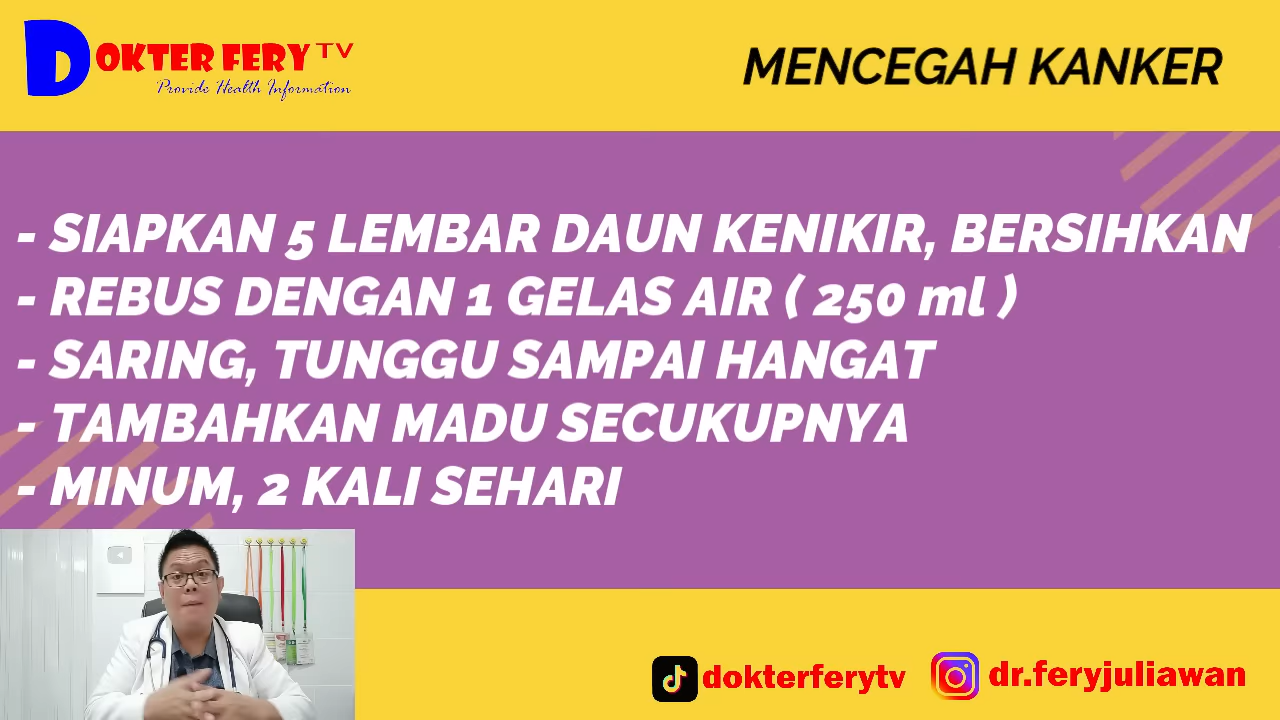 DOKTER FERY TV
Provide Health Information
MENCEGAH KANKER
- SIAPKAN 5 LEMBAR DAUN KENIKIR, BERSIHKAN
- REBUS DENGAN 1 GELAS AIR ( 250 ml )
- SARING, TUNGGU SAMPAI HANGAT
- TAMBAHKAN MADU SECUKUPNYA
- MINUM, 2 KALI SEHARI
dokterferytv
dr.feryjuliawan